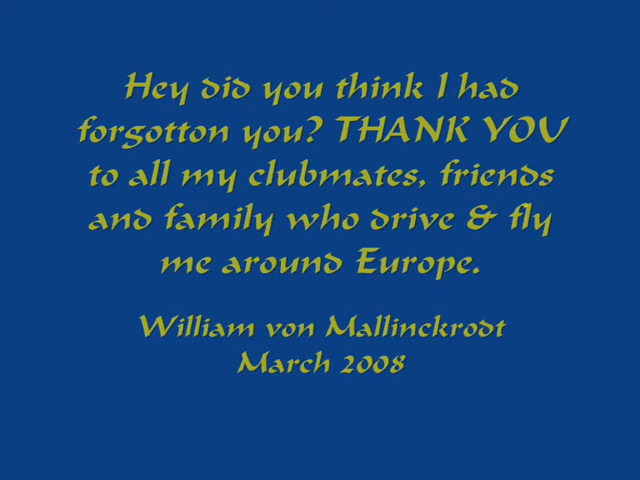 Hey did you think I had
forgotton you? THANK YOU
to all my clubmates, friends
and family who drive & fly
me around Europe.
William von Mallinckrodt
March 2008